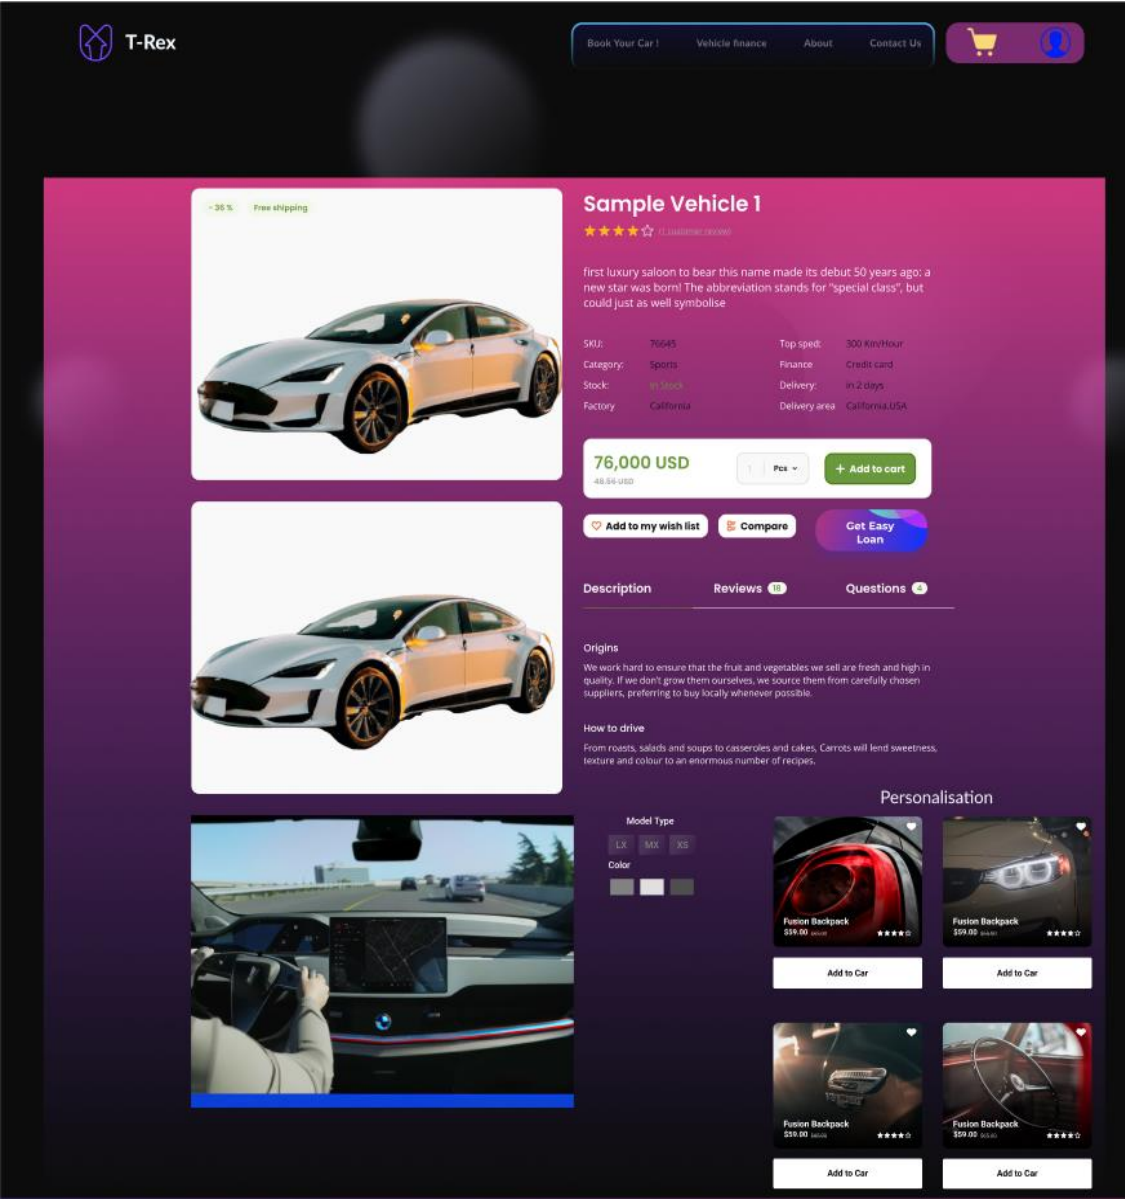 T-Rex
Book Your Car !
Vehicle finance
About
Contact Us
- 36 %
Free shipping
Sample Vehicle 1
(1 customer review)
first luxury saloon to bear this name made its debut 50 years ago: a
new star was born! The abbreviation stands for "special class", but
could just as well symbolise
SKU: 76645
Top sped: 300 Km/Hour
Category: Sports
Finance Credit card
Stock: In Stock
Delivery: in 2 days
Factory California
Delivery area California.USA
76,000 USD
48.56 USD
1
Pcs
+ Add to cart
Add to my wish list
Compare
Get Easy
Loan
Description
Reviews 18
Questions 4
Origins
We work hard to ensure that the fruit and vegetables we sell are fresh and high in
quality. If we don't grow them ourselves, we source them from carefully chosen
suppliers, preferring to buy locally whenever possible.
How to drive
From roasts, salads and soups to casseroles and cakes, Carrots will lend sweetness,
texture and colour to an enormous number of recipes.
Personalisation
Model Type
LX MX XS
Color
Fusion Backpack
$59.00
Add to Car
Fusion Backpack
$59.00
Add to Car
Fusion Backpack
$59.00
Add to Car
Fusion Backpack
$59.00
Add to Car